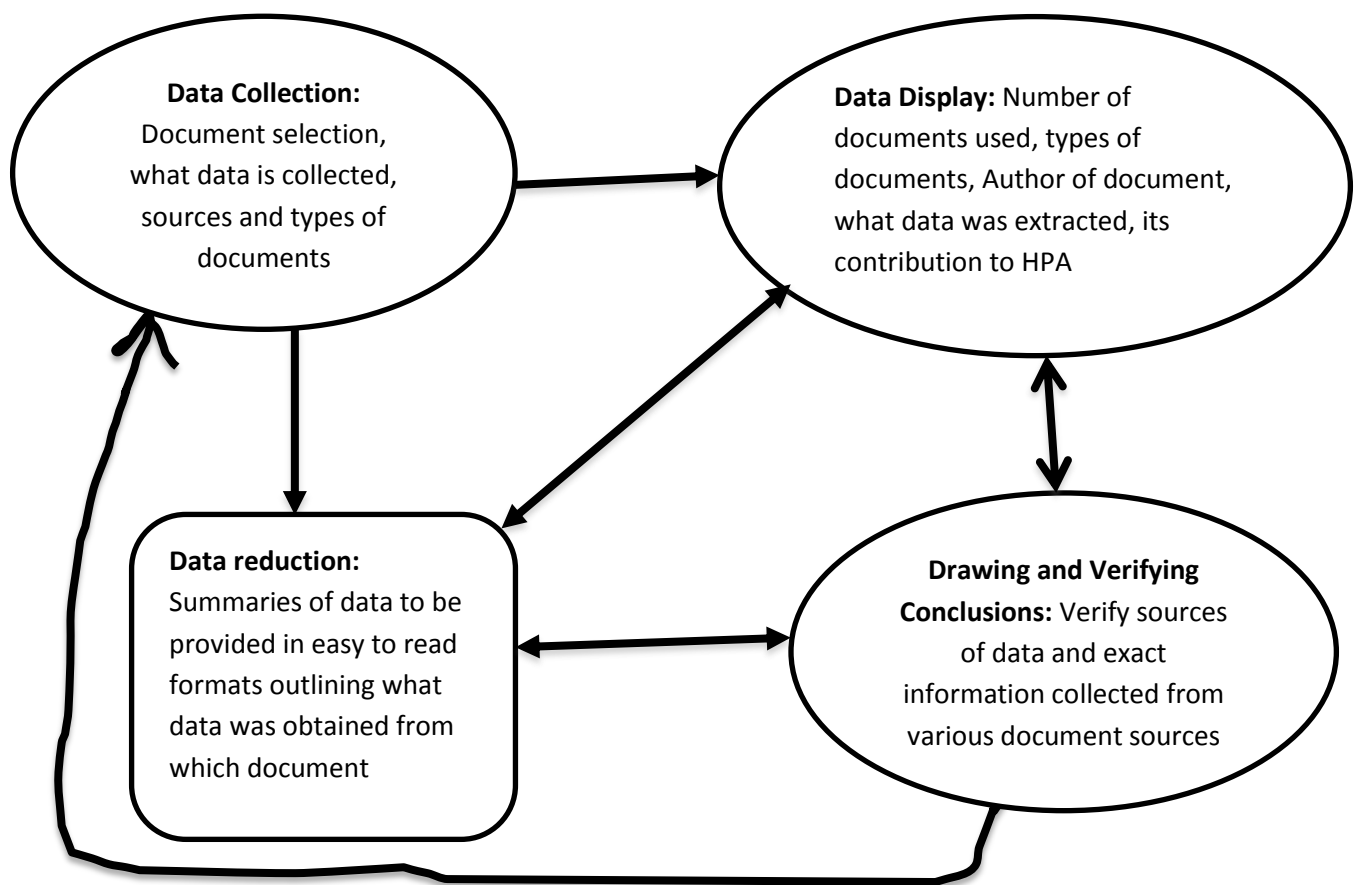 Data Collection:
Document selection,
what data is collected,
sources and types of
documents
Data Display: Number of
documents used, types of
documents, Author of document,
what data was extracted, its
contribution to HPA
Data reduction:
Summaries of data to be
provided in easy to read
formats outlining what
data was obtained from
which document
Drawing and Verifying
Conclusions: Verify sources
of data and exact
information collected from
various document sources